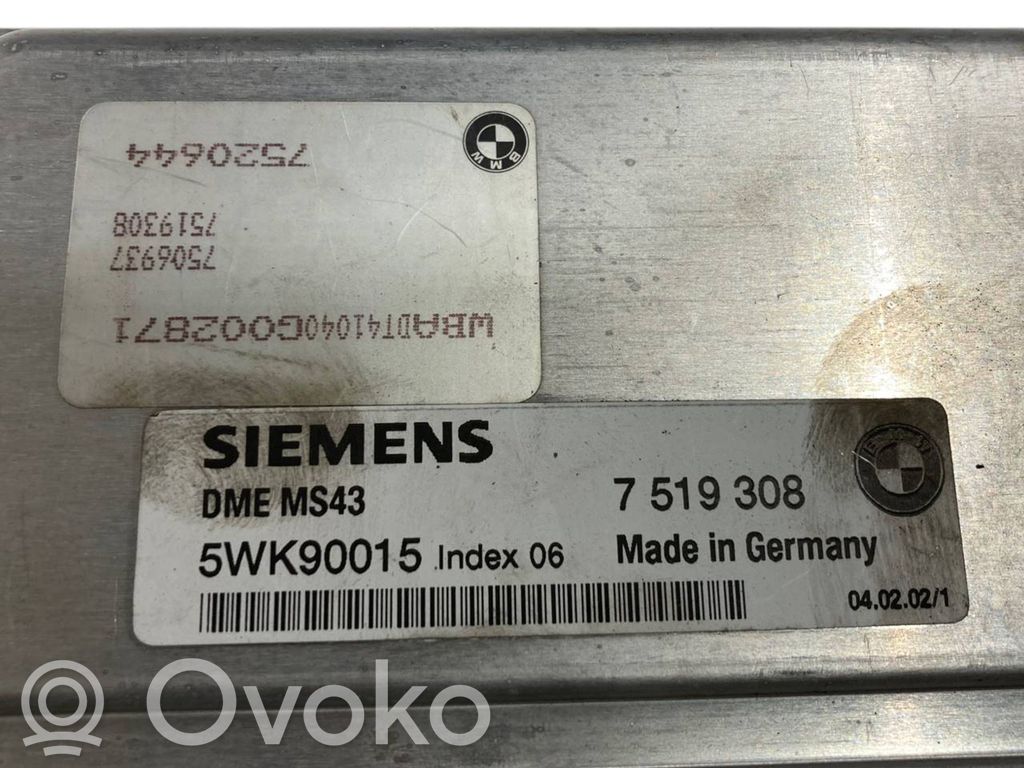 BMW
7520644
7519308
7506937
WBADT41040G002871
SIEMENS
DME MS43
7 519 308
5WK90015 Index 06
Made in Germany
04.02.02/1
Ovoko